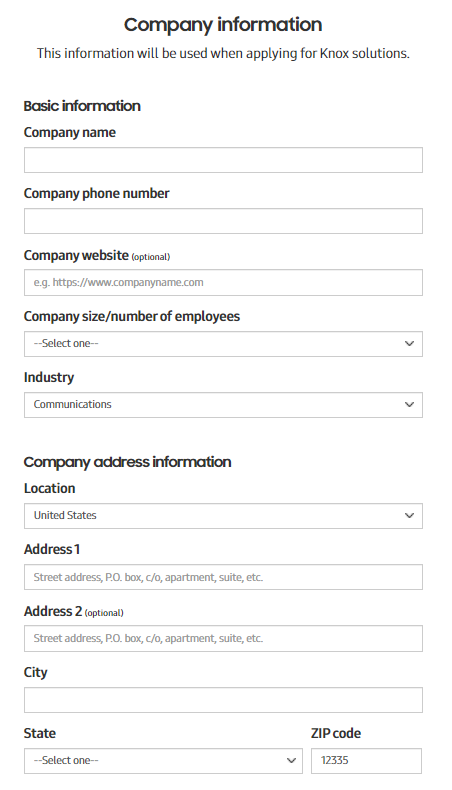 Company information
This information will be used when applying for Knox solutions.
Basic information
Company name
Company phone number
Company website (optional)
e.g. https://www.companyname.com
Company size/number of employees
--Select one--
Industry
Communications
Company address information
Location
United States
Address 1
Street address, P.O. box, c/o, apartment, suite, etc.
Address 2 (optional)
Street address, P.O. box, c/o, apartment, suite, etc.
City
State ZIP code
--Select one-- 12335